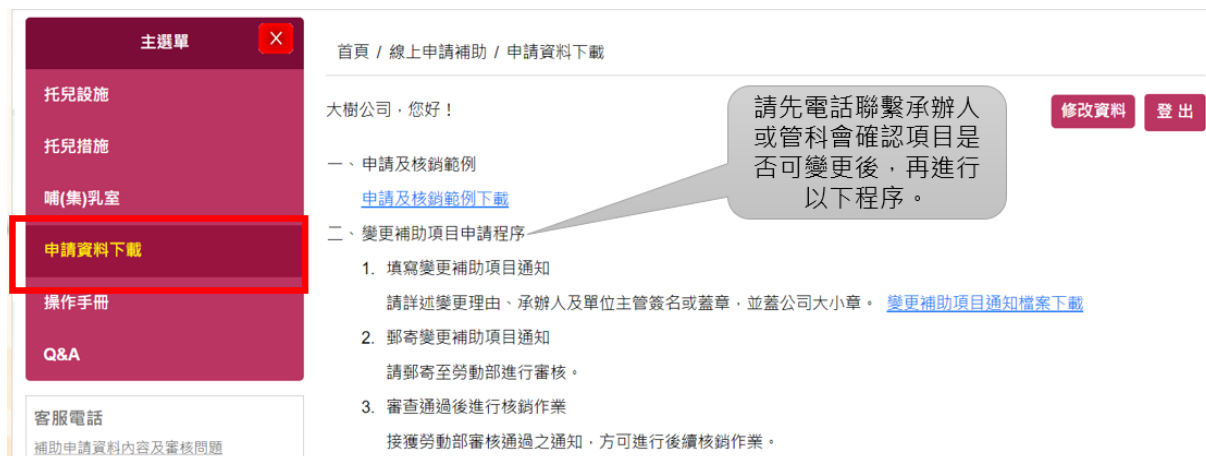 主選單
X
托兒設施
托兒措施
哺(集)乳室
申請資料下載
操作手冊
Q&A
客服電話
補助申請資料內容及審核問題
首頁 / 線上申請補助 / 申請資料下載
大樹公司，您好！
修改資料
登 出
請先電話聯繫承辦人
或管科會確認項目是
否可變更後，再進行
以下程序。
一、申請及核銷範例
申請及核銷範例下載
二、變更補助項目申請程序
1. 填寫變更補助項目通知
請詳述變更理由、承辦人及單位主管簽名或蓋章，並蓋公司大小章。 變更補助項目通知檔案下載
2. 郵寄變更補助項目通知
請郵寄至勞動部進行審核。
3. 審查通過後進行核銷作業
接獲勞動部審核通過之通知，方可進行後續核銷作業。